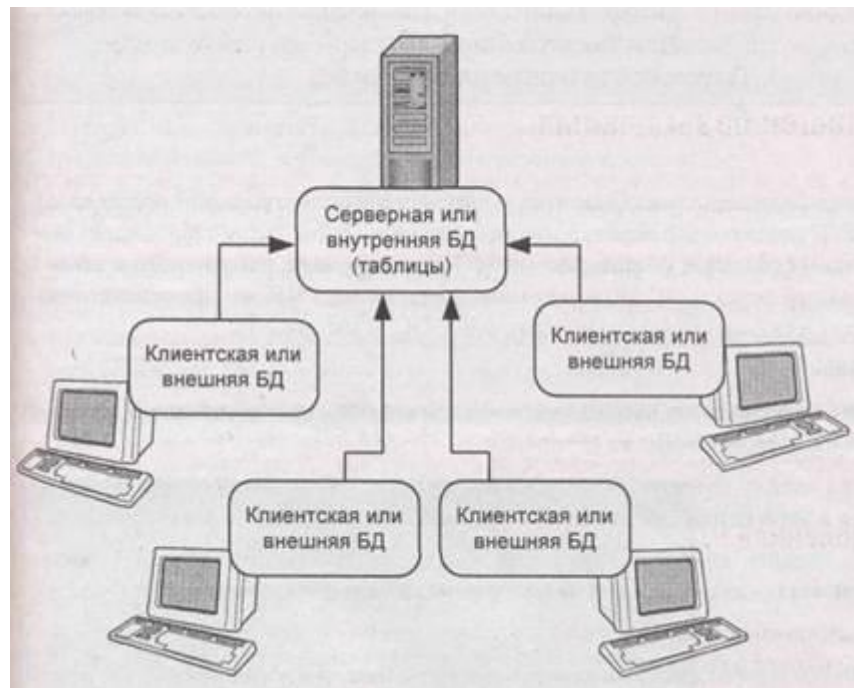 Серверная или
внутренняя БД
(таблицы)
Клиентская или
внешняя БД
Клиентская или
внешняя БД
Клиентская или
внешняя БД
Клиентская или
внешняя БД